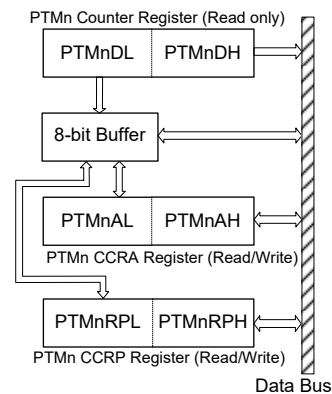 PTMn Counter Register (Read only)
PTMnDL PTMnDH
8-bit Buffer
PTMnAL PTMnAH
PTMn CCRA Register (Read/Write)
PTMnRPL PTMnRPH
PTMn CCRP Register (Read/Write)
Data Bus